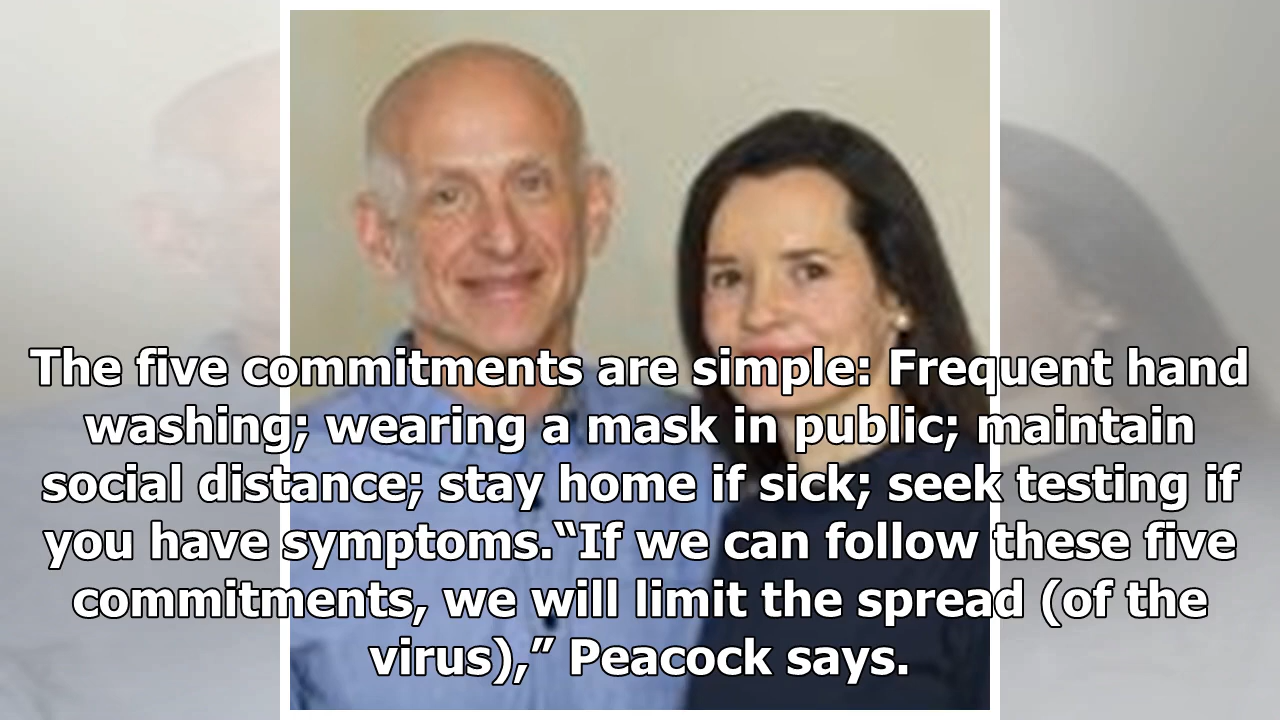 The five commitments are simple: Frequent hand
washing; wearing a mask in public; maintain
social distance; stay home if sick; seek testing if
you have symptoms.“If we can follow these five
commitments, we will limit the spread (of the
virus),” Peacock says.